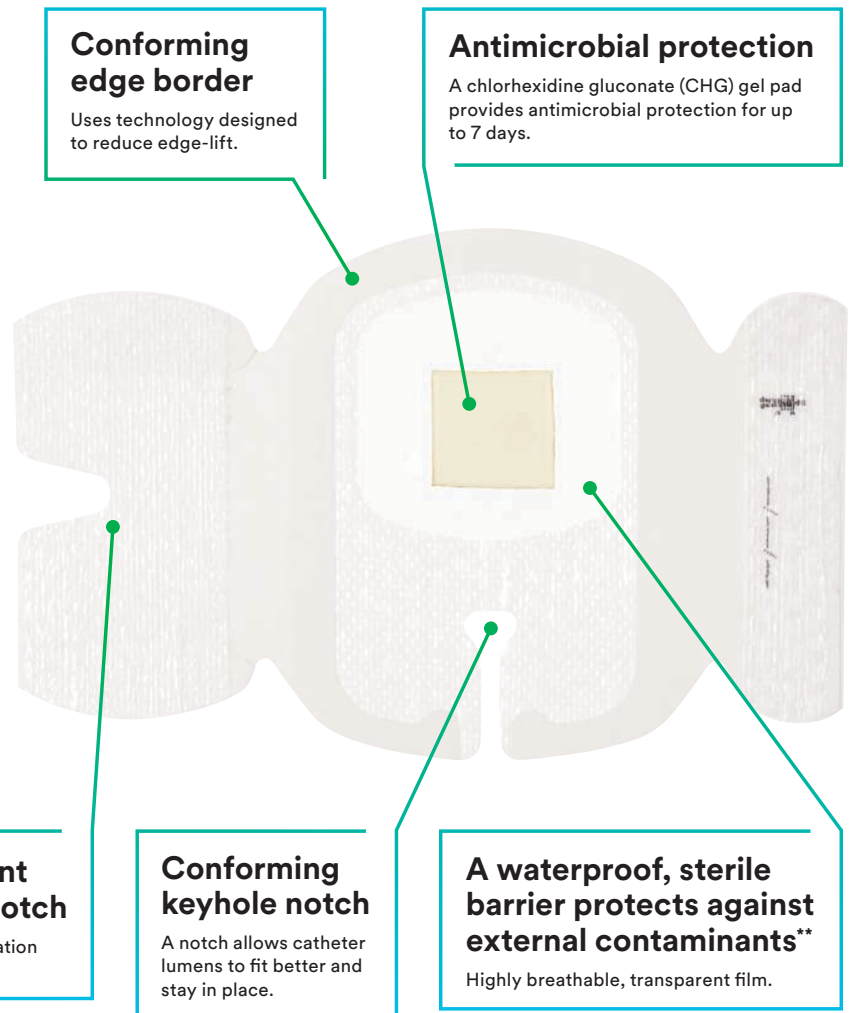 Conforming
edge border
Uses technology designed
to reduce edge-lift.
Antimicrobial protection
A chlorhexidine gluconate (CHG) gel pad
provides antimicrobial protection for up
to 7 days.
nt
otch
ation
Conforming
keyhole notch
A notch allows catheter
lumens to fit better and
stay in place.
A waterproof, sterile
barrier protects against
external contaminants**
Highly breathable, transparent film.